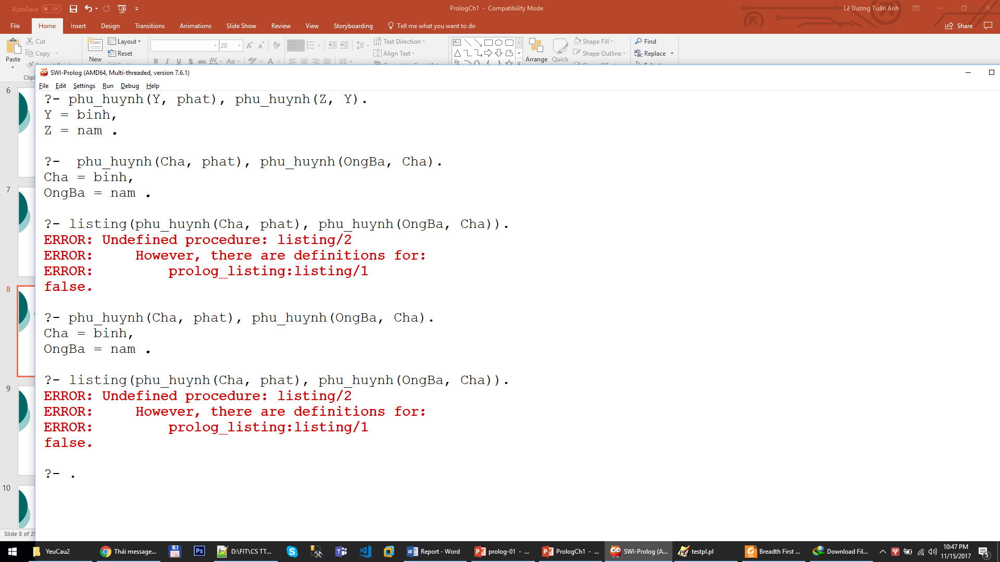 AutoSave Off
PrologCh1 - Compatibility Mode
Lê Dương Tuấn Anh
File Home Insert Design Transitions Animations Slide Show Review View Storyboarding Tell me what you want to do Share
Cut
Copy
Paste
New
Layout
Reset
20
B I U S abc AV Aa A
Text Direction
Align Text
Arrange
Quick
Shape Fill
Shape Outline
Find
Replace
SWI-Prolog (AMD64, Multi-threaded, version 7.6.1)
File Edit Settings Run Debug Help
6
7
8
9
10
?- phu_huynh(Y, phat), phu_huynh(Z, Y).
Y = binh,
Z = nam .
?-  phu_huynh(Cha, phat), phu_huynh(OngBa, Cha).
Cha = binh,
OngBa = nam .
?- listing(phu_huynh(Cha, phat), phu_huynh(OngBa, Cha)).
ERROR: Undefined procedure: listing/2
ERROR:     However, there are definitions for:
ERROR:         prolog_listing:listing/1
false.
?- phu_huynh(Cha, phat), phu_huynh(OngBa, Cha).
Cha = binh,
OngBa = nam .
?- listing(phu_huynh(Cha, phat), phu_huynh(OngBa, Cha)).
ERROR: Undefined procedure: listing/2
ERROR:     However, there are definitions for:
ERROR:         prolog_listing:listing/1
false.
?- .
Slide 8 of 29
YeuCau2
Thái message...
D:\FIT\CS TT...
Report - Word
prolog-01 - ...
PrologCh1 - ...
SWI-Prolog (A...
testpl.pl
Breadth First ...
Download Fil...
10:47 PM
11/15/2017
5